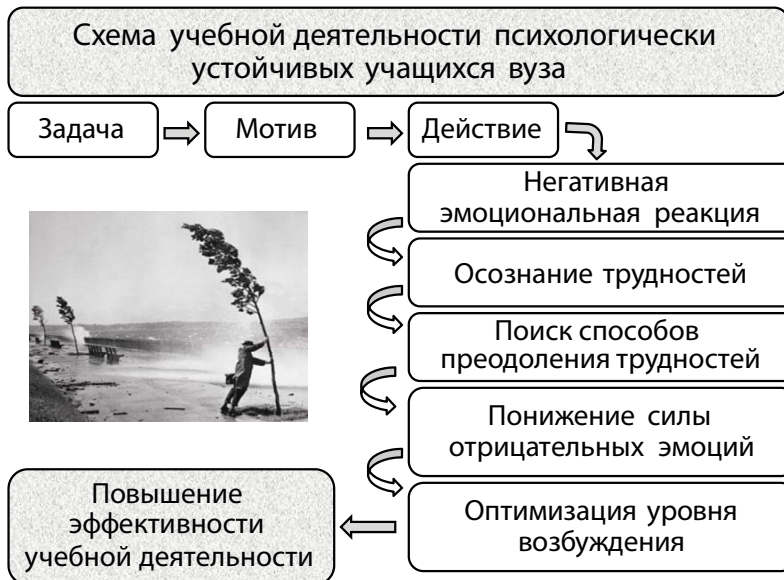 Схема учебной деятельности психологически
устойчивых учащихся вуза
Задача
Мотив
Действие
Негативная
эмоциональная реакция
Осознание трудностей
Поиск способов
преодоления трудностей
Понижение силы
отрицательных эмоций
Оптимизация уровня
возбуждения
Повышение
эффективности
учебной деятельности